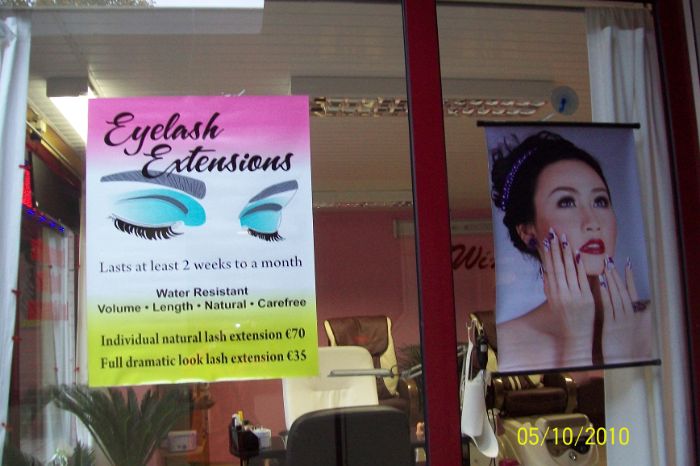 Eyelash
Extensions
Lasts at least 2 weeks to a month
Water Resistant
Volume • Length • Natural • Carefree
Individual natural lash extension €70
Full dramatic look lash extension €35
05/10/2010